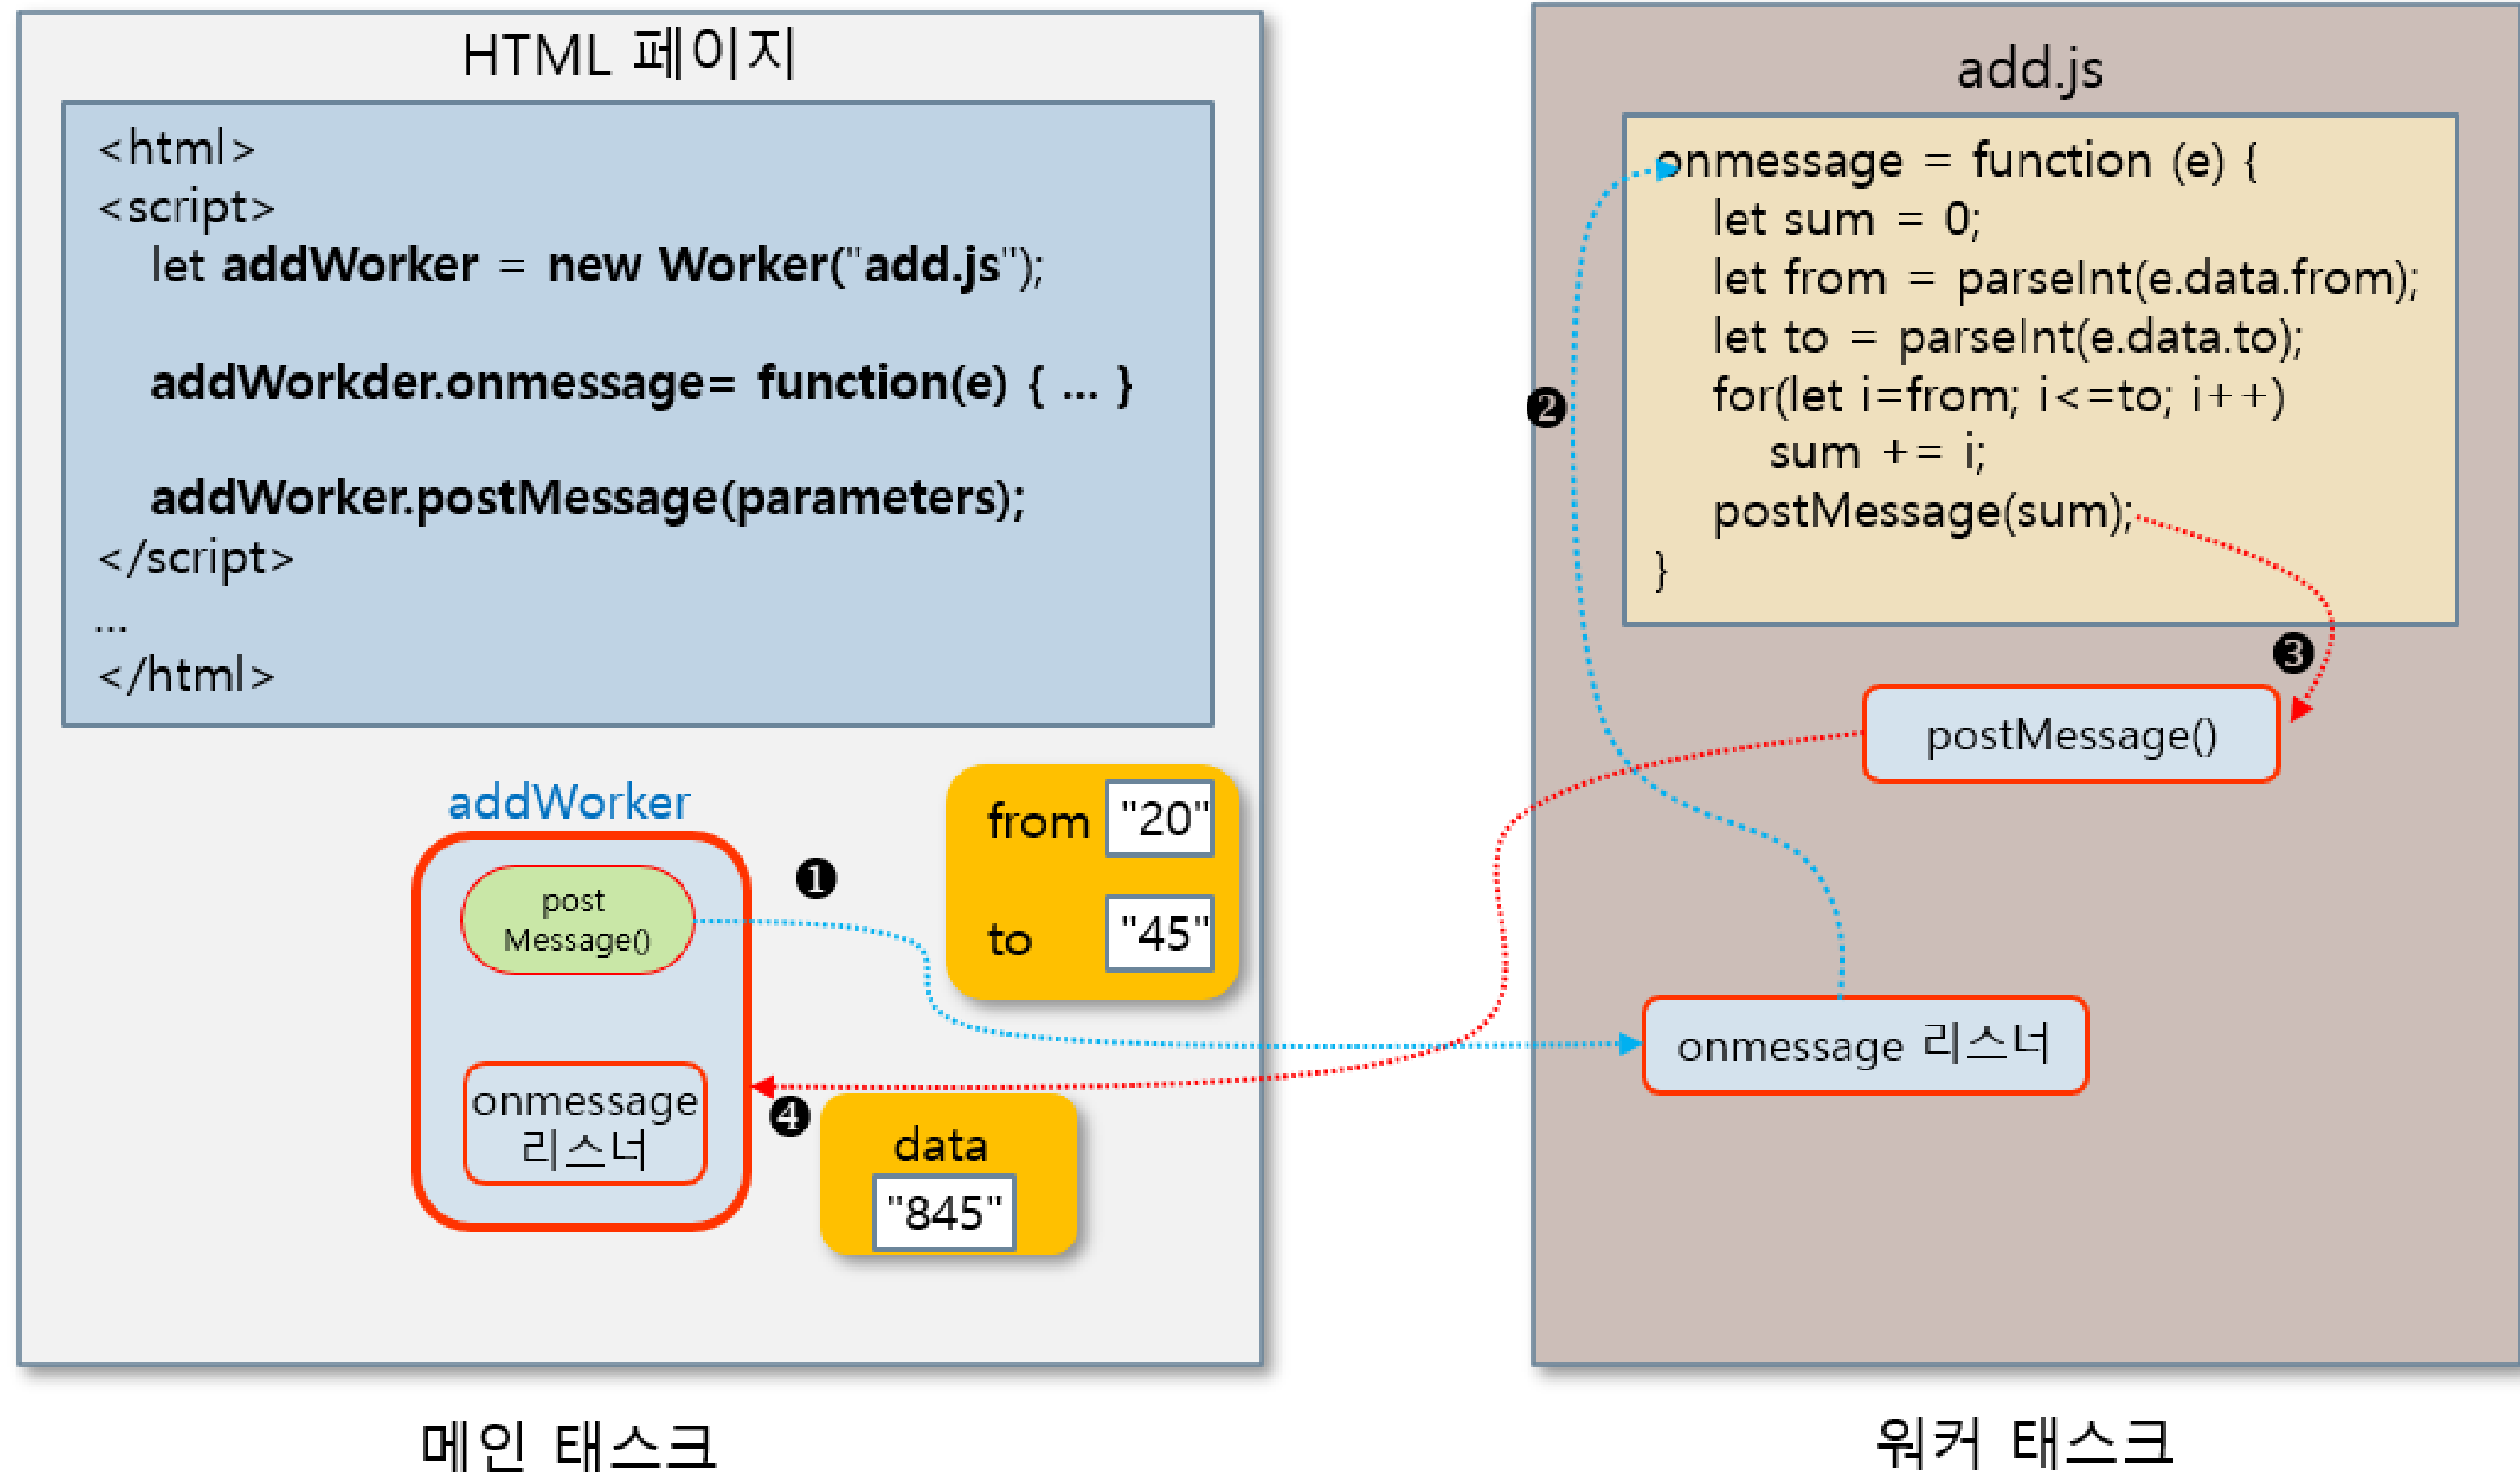 HTML 페이지
<html>
<script>
let addWorker = new Worker("add.js");
addWorkder.onmessage= function(e) { ... }
addWorker.postMessage(parameters);
</script>
...
</html>
addWorker
post
Message()
onmessage
리스너
❶
from "20"
to "45"
❹
data
"845"
메인 태스크
add.js
onmessage = function (e) {
let sum = 0;
let from = parseInt(e.data.from);
let to = parseInt(e.data.to);
for(let i=from; i<=to; i++)
sum += i;
postMessage(sum);
}
❷
❸
postMessage()
onmessage 리스너
워커 태스크